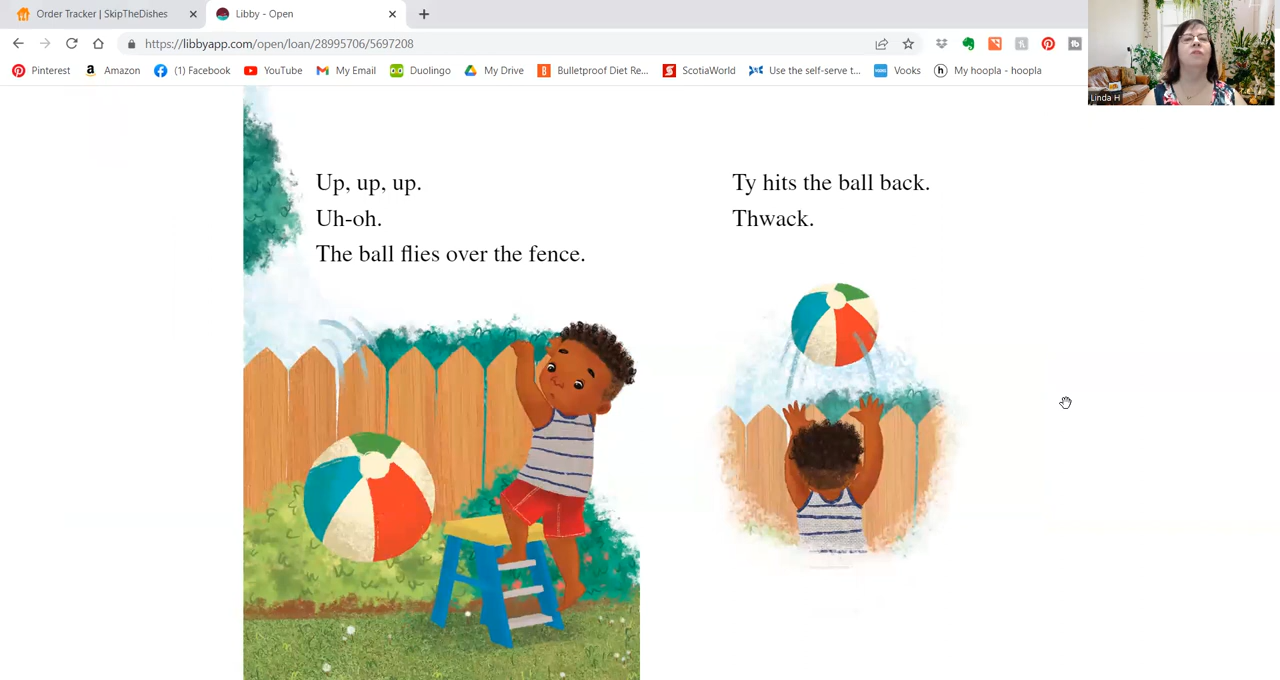 Order Tracker | SkipTheDishes
Libby - Open
https://libbyapp.com/open/loan/28995706/5697208
Pinterest
Amazon
(1) Facebook
YouTube
My Email
Duolingo
My Drive
Bulletproof Diet Re...
ScotiaWorld
Use the self-serve t...
Vooks
My hoopla - hoopla
Linda H
Up, up, up.
Uh-oh.
The ball flies over the fence.
Ty hits the ball back.
Thwack.